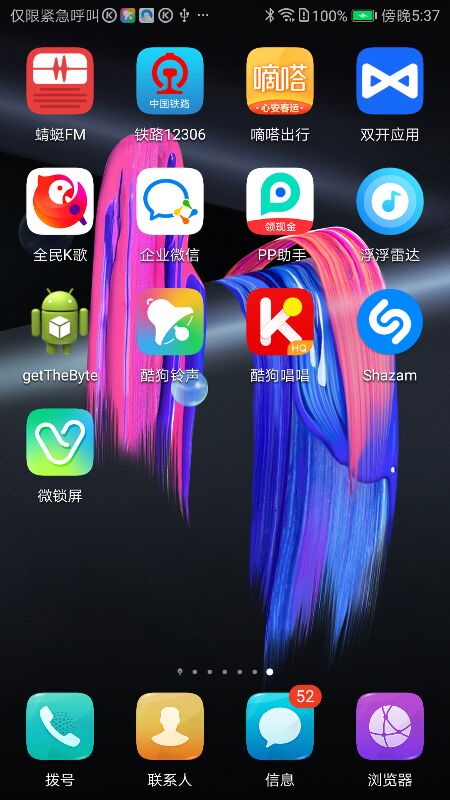 仅限紧急呼叫 100% 傍晚5:37
中国铁路
嘀嗒
心安春运
蜻蜓FM 铁路12306 嘀嗒出行 双开应用
领现金
全民K歌 企业微信 PP助手 浮浮雷达
K
HQ
getTheByte 酷狗铃声 酷狗唱唱 Shazam
微锁屏
52
拨号 联系人 信息 浏览器